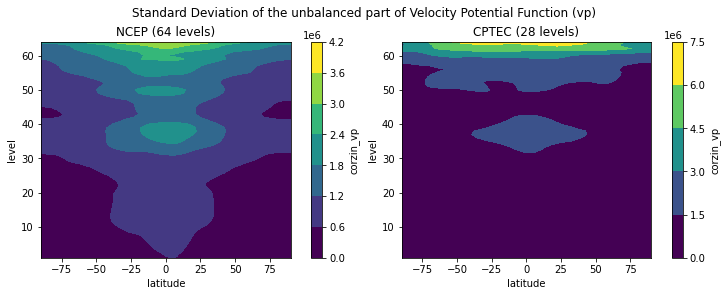 Standard Deviation of the unbalanced part of Velocity Potential Function (vp)
NCEP (64 levels)
1e6
4.2
3.6
3.0
2.4
1.8
1.2
0.6
0.0
corzin_vp
60
50
40
30
20
10
level
-75 -50 -25 0 25 50 75
latitude
CPTEC (28 levels)
1e6
7.5
6.0
4.5
3.0
1.5
0.0
corzin_vp
60
50
40
30
20
10
level
-75 -50 -25 0 25 50 75
latitude